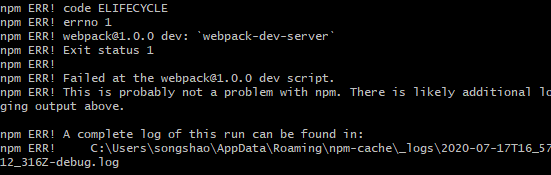 npm ERR! code ELIFECYCLE
npm ERR! errno 1
npm ERR! webpack@1.0.0 dev: `webpack-dev-server`
npm ERR! Exit status 1
npm ERR!
npm ERR! Failed at the webpack@1.0.0 dev script.
npm ERR! This is probably not a problem with npm. There is likely additional lo
ging output above.
npm ERR! A complete log of this run can be found in:
npm ERR!     C:\Users\songshao\AppData\Roaming\npm-cache\_logs\2020-07-17T16_57
12_316Z-debug.log